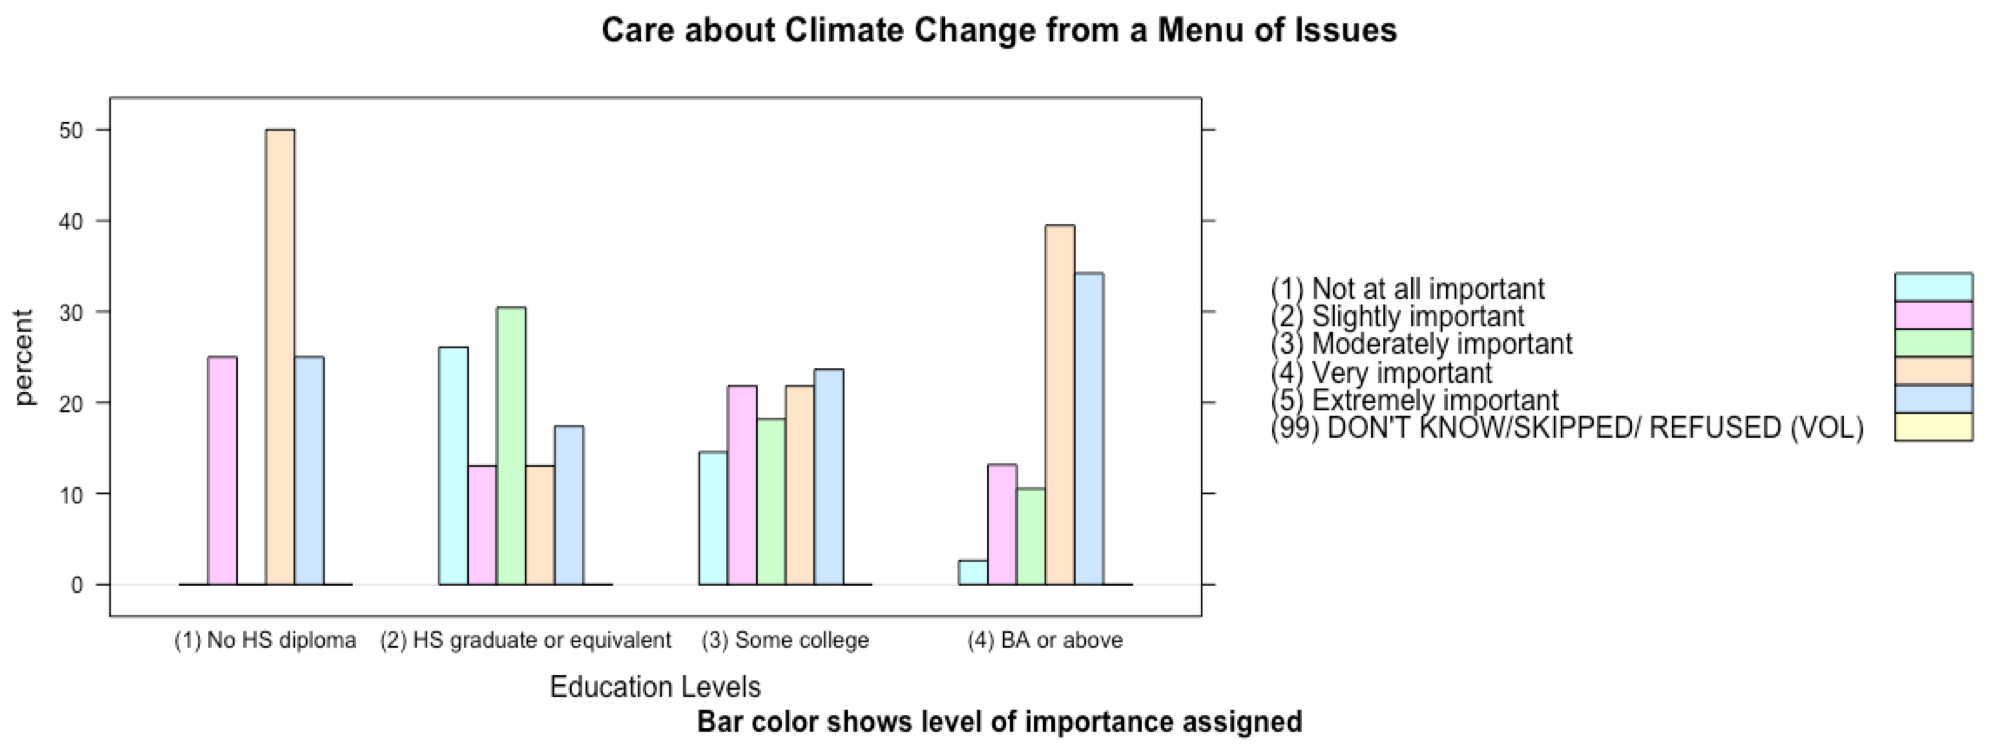 Care about Climate Change from a Menu of Issues
percent
50
40
30
20
10
0
(1) No HS diploma (2) HS graduate or equivalent (3) Some college (4) BA or above
Education Levels
Bar color shows level of importance assigned
(1) Not at all important
(2) Slightly important
(3) Moderately important
(4) Very important
(5) Extremely important
(99) DON'T KNOW/SKIPPED/ REFUSED (VOL)